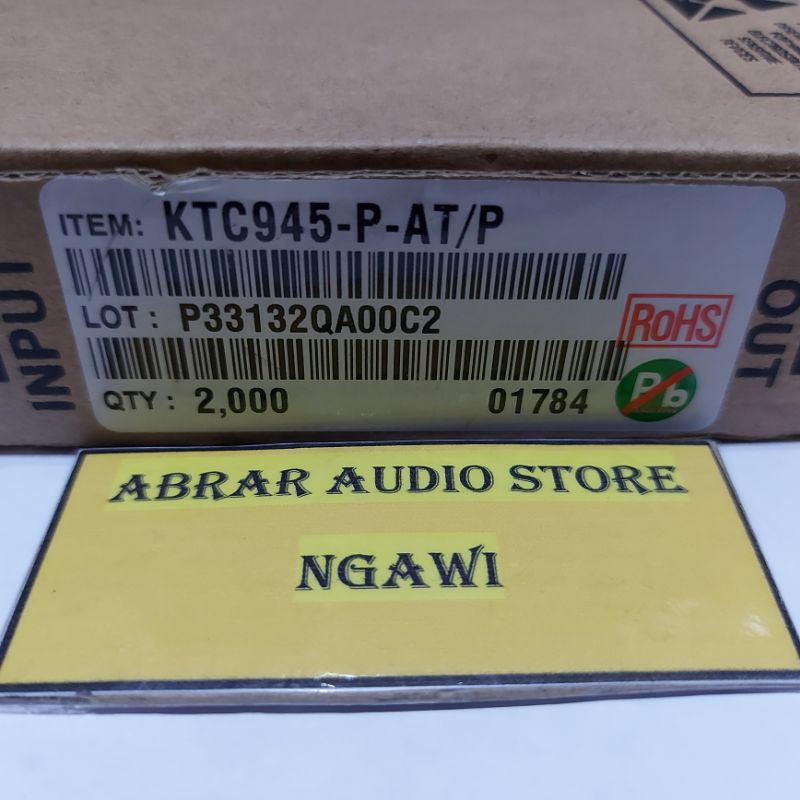 ITEM: KTC945-P-AT/P
LOT : P33132QA00C2
RoHS
QTY : 2,000 01784
Pb
INPUT
OUT
ABRAR AUDIO STORE
NGAWI